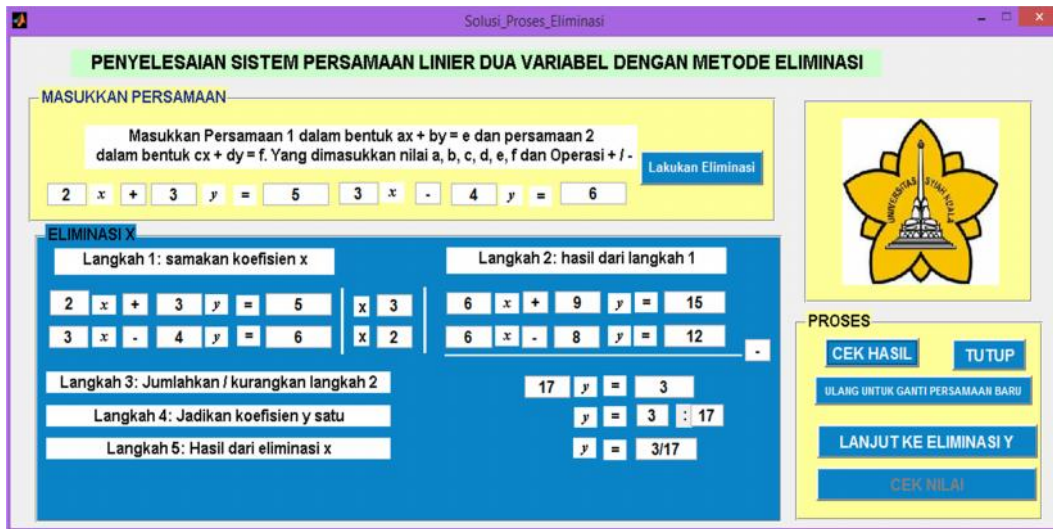 Solusi_Proses_Eliminasi
PENYELESAIAN SISTEM PERSAMAAN LINIER DUA VARIABEL DENGAN METODE ELIMINASI
MASUKKAN PERSAMAAN
Masukkan Persamaan 1 dalam bentuk ax + by = e dan persamaan 2
dalam bentuk cx + dy = f. Yang dimasukkan nilai a, b, c, d, e, f dan Operasi + / -
Lakukan Eliminasi
2 x + 3 y = 5 3 x - 4 y = 6
ELIMINASI X
Langkah 1: samakan koefisien x
2 x + 3 y = 5 x 3
3 x - 4 y = 6 x 2
Langkah 2: hasil dari langkah 1
6 x + 9 y = 15
6 x - 8 y = 12
-
Langkah 3: Jumlahkan / kurangkan langkah 2
17 y = 3
Langkah 4: Jadikan koefisien y satu
y = 3 : 17
Langkah 5: Hasil dari eliminasi x
y = 3/17
UNIVERSITAS SYIAH KUALA
PROSES
CEK HASIL
TUTUP
ULANG UNTUK GANTI PERSAMAAN BARU
LANJUT KE ELIMINASI Y
CEK NILAI